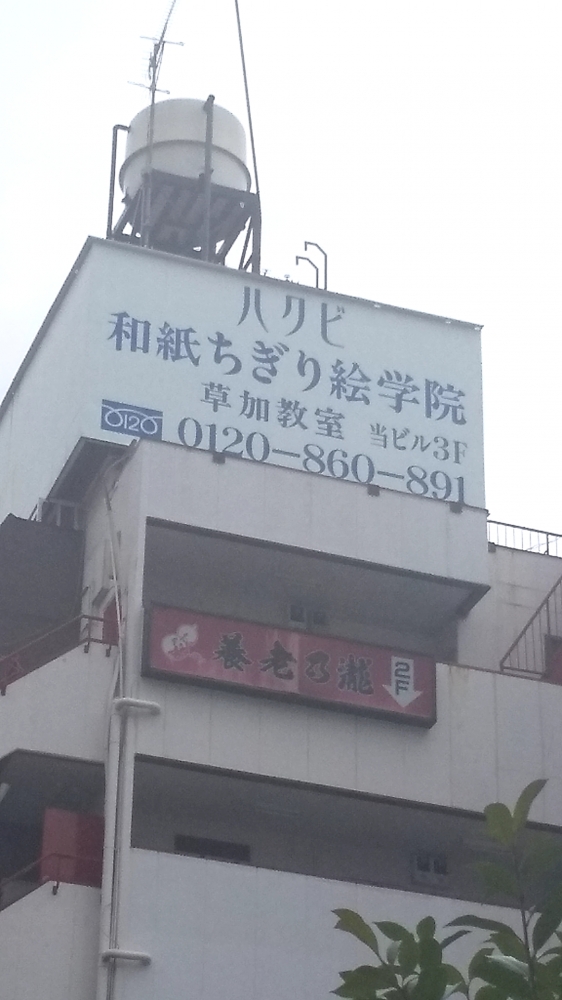 ハクビ
和紙ちぎり絵学院
草加教室 当ビル3F
0120 0120-860-891
養老乃瀧 2F